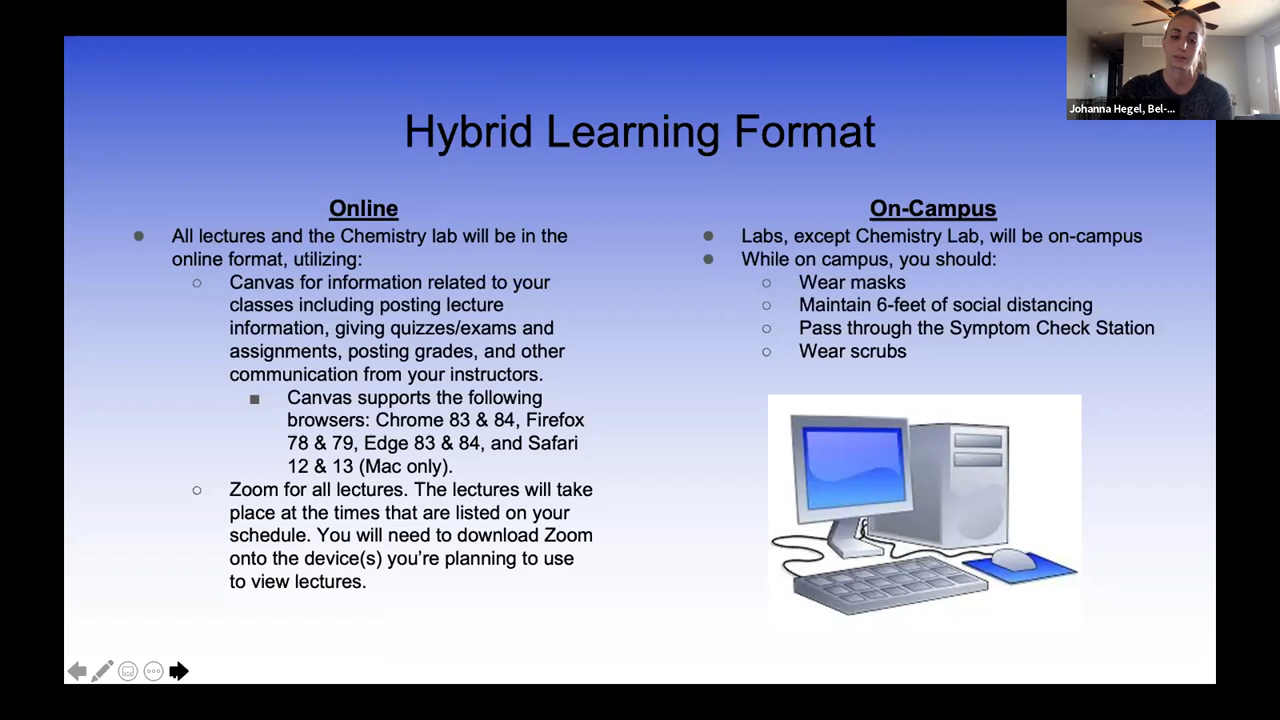 Johanna Hegel, Bel-...
Hybrid Learning Format
Online
All lectures and the Chemistry lab will be in the
online format, utilizing:
Canvas for information related to your
classes including posting lecture
information, giving quizzes/exams and
assignments, posting grades, and other
communication from your instructors.
Canvas supports the following
browsers: Chrome 83 & 84, Firefox
78 & 79, Edge 83 & 84, and Safari
12 & 13 (Mac only).
Zoom for all lectures. The lectures will take
place at the times that are listed on your
schedule. You will need to download Zoom
onto the device(s) you're planning to use
to view lectures.
On-Campus
Labs, except Chemistry Lab, will be on-campus
While on campus, you should:
Wear masks
Maintain 6-feet of social distancing
Pass through the Symptom Check Station
Wear scrubs